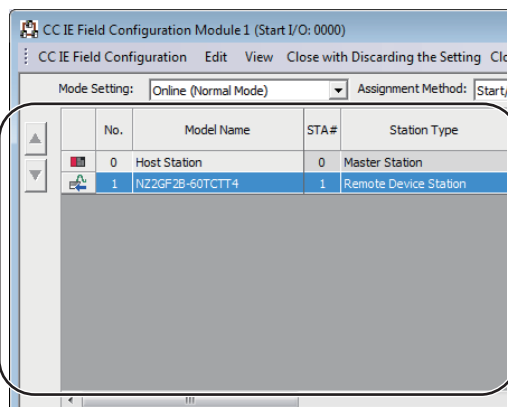 CC IE Field Configuration Module 1 (Start I/O: 0000)
CC IE Field Configuration Edit View Close with Discarding the Setting
Mode Setting: Online (Normal Mode) Assignment Method: Start/
No. Model Name STA# Station Type
0 Host Station 0 Master Station
1 NZ2GF2B-60TCTT4 1 Remote Device Station